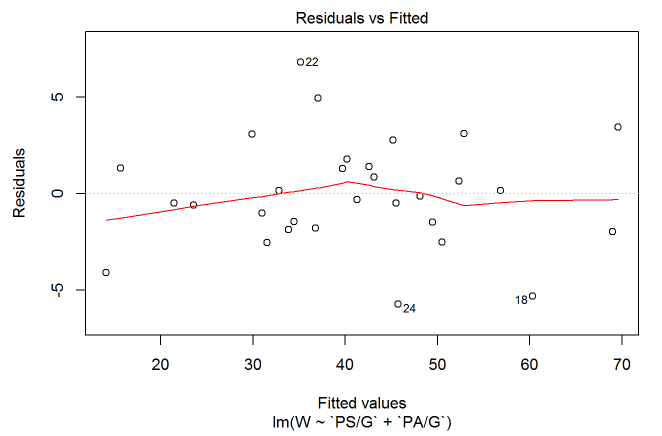 Residuals vs Fitted
Residuals
5
0
-5
22
24
18
20 30 40 50 60 70
Fitted values
lm(W ~ `PS/G` + `PA/G`)